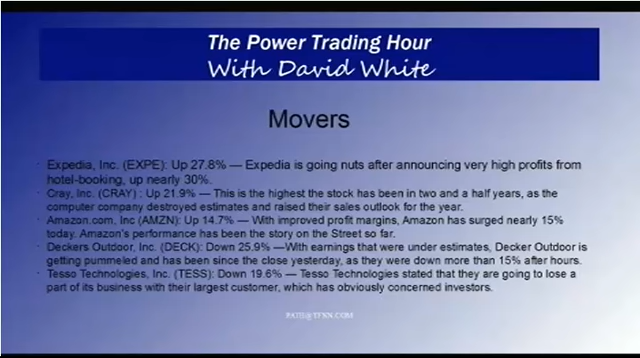 The Power Trading Hour
With David White
Movers
· Expedia, Inc. (EXPE): Up 27.8% — Expedia is going nuts after announcing very high profits from
hotel-booking, up nearly 30%.
· Cray, Inc. (CRAY) : Up 21.9% — This is the highest the stock has been in two and a half years, as the
computer company destroyed estimates and raised their sales outlook for the year.
· Amazon.com, Inc (AMZN): Up 14.7% — With improved profit margins, Amazon has surged nearly 15%
today. Amazon's performance has been the story on the Street so far.
· Deckers Outdoor, Inc. (DECK): Down 25.9% —With earnings that were under estimates, Decker Outdoor is
getting pummeled and has been since the close yesterday, as they were down more than 15% after hours.
· Tesso Technologies, Inc. (TESS): Down 19.6% — Tesso Technologies stated that they are going to lose a
part of its business with their largest customer, which has obviously concerned investors.